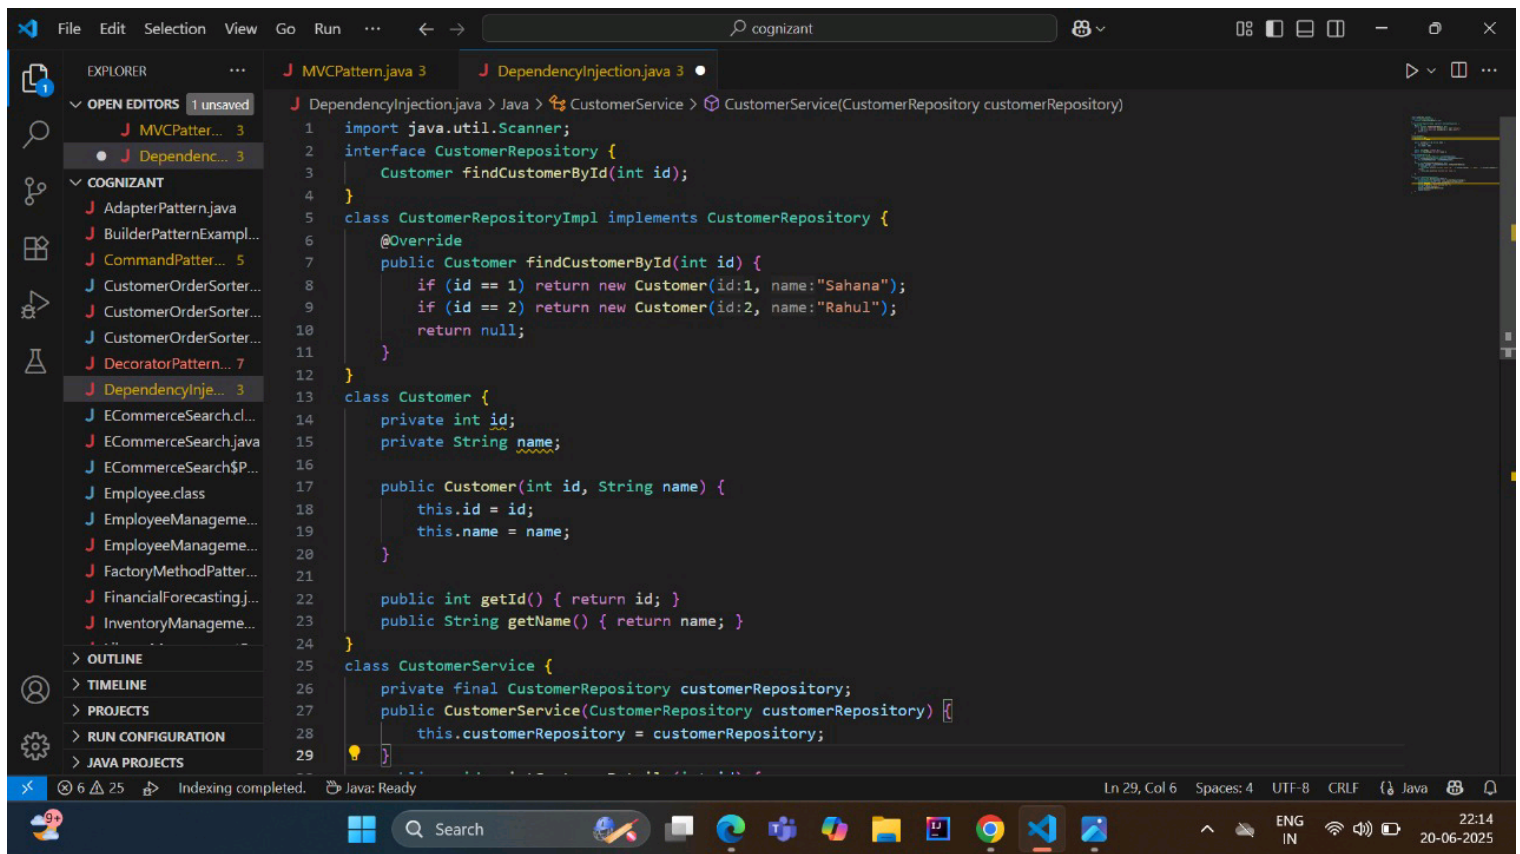 File Edit Selection View Go Run ··· cognizant
EXPLORER ···
MVCPattern.java 3
DependencyInjection.java 3
OPEN EDITORS 1 unsaved
DependencyInjection.java > Java > CustomerService > CustomerService(CustomerRepository customerRepository)
J MVCPatter... 3
J Dependenc... 3
COGNIZANT
J AdapterPattern.java
J BuilderPatternExampl...
J CommandPatter... 5
J CustomerOrderSorter...
J CustomerOrderSorter...
J CustomerOrderSorter...
J DecoratorPattern... 7
J DependencyInje... 3
J ECommerceSearch.cl...
J ECommerceSearch.java
J ECommerceSearch$P...
J Employee.class
J EmployeeManageme...
J EmployeeManageme...
J FactoryMethodPatter...
J FinancialForecasting.j...
J InventoryManageme...
OUTLINE
TIMELINE
PROJECTS
RUN CONFIGURATION
JAVA PROJECTS
1 import java.util.Scanner;
2 interface CustomerRepository {
3 Customer findCustomerById(int id);
4 }
5 class CustomerRepositoryImpl implements CustomerRepository {
6 @Override
7 public Customer findCustomerById(int id) {
8 if (id == 1) return new Customer(id:1, name:"Sahana");
9 if (id == 2) return new Customer(id:2, name:"Rahul");
10 return null;
11 }
12 }
13 class Customer {
14 private int id;
15 private String name;
16
17 public Customer(int id, String name) {
18 this.id = id;
19 this.name = name;
20 }
21
22 public int getId() { return id; }
23 public String getName() { return name; }
24 }
25 class CustomerService {
26 private final CustomerRepository customerRepository;
27 public CustomerService(CustomerRepository customerRepository) {
28 this.customerRepository = customerRepository;
29 }
6 25 Indexing completed. Java: Ready Ln 29, Col 6 Spaces: 4 UTF-8 CRLF Java
9+ Search ENG IN 22:14 20-06-2025